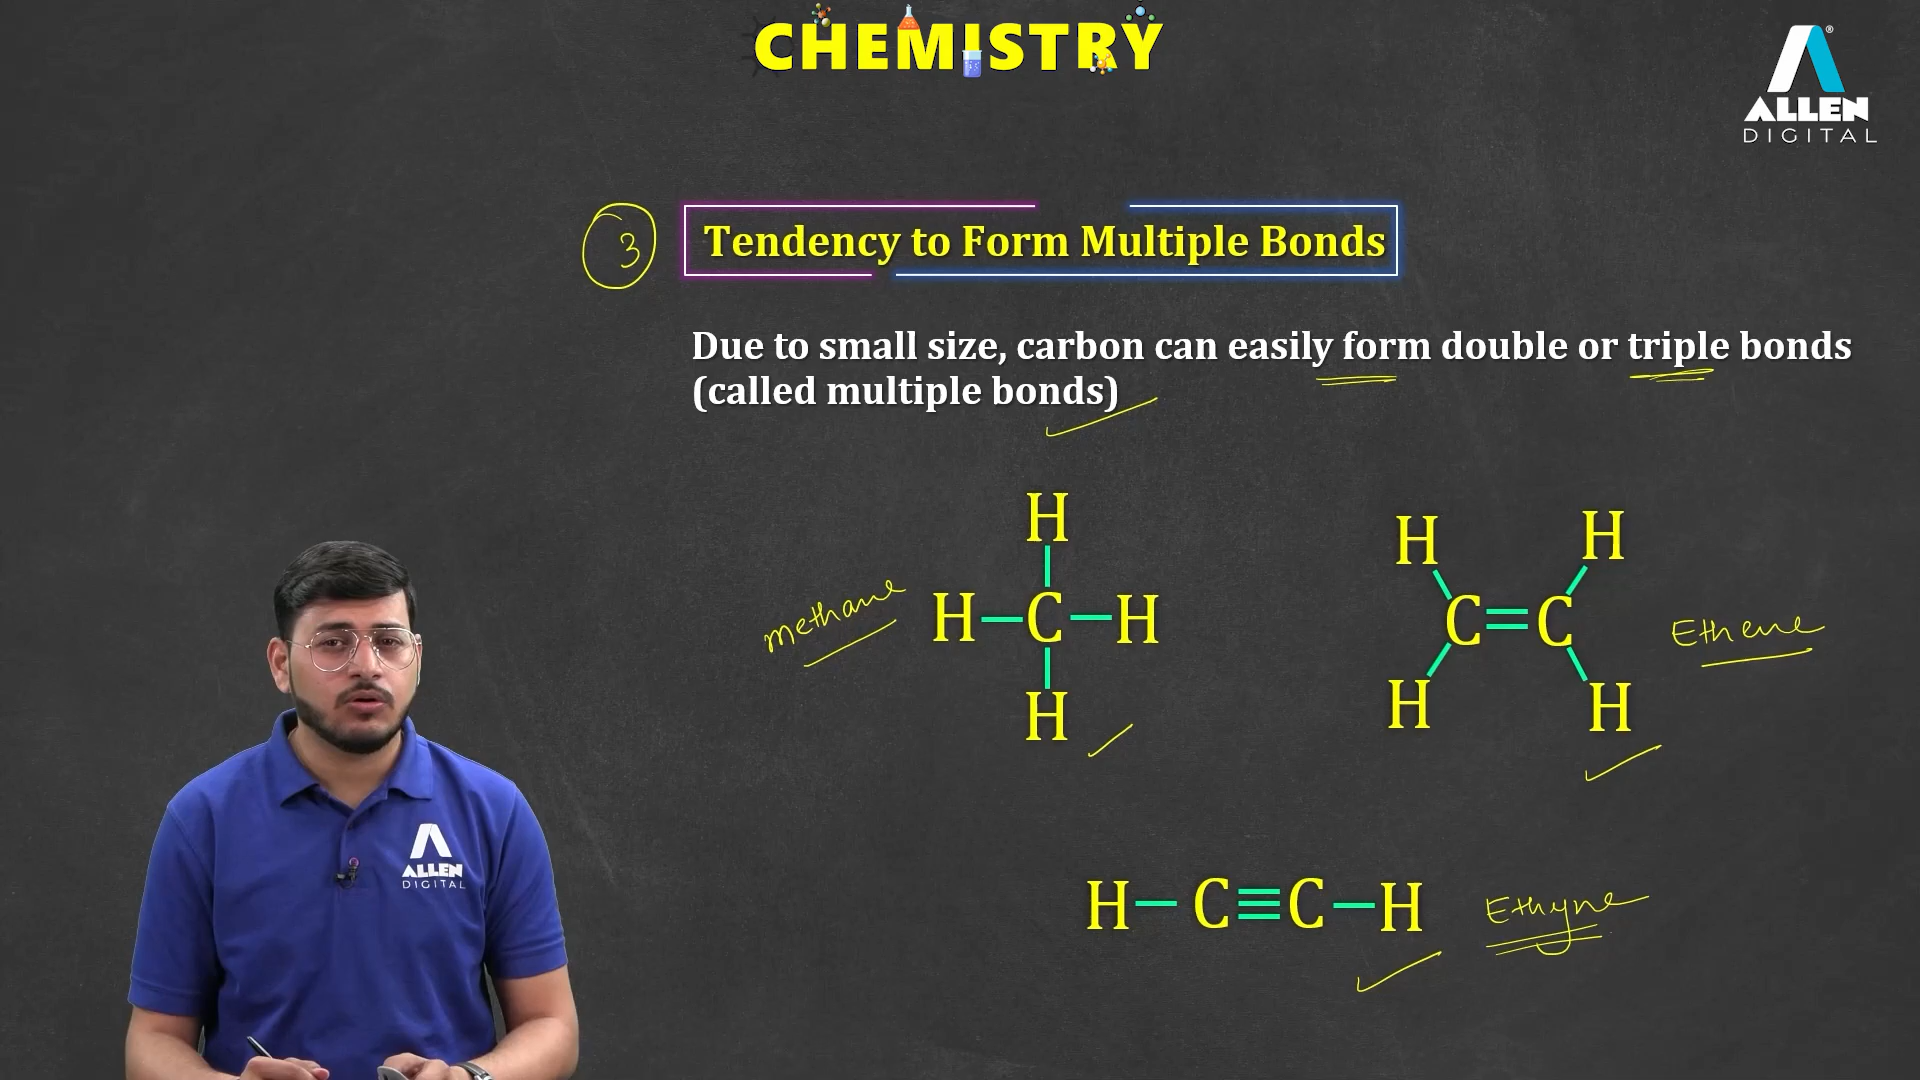 CHEMISTRY
ALLEN
DIGITAL
3
Tendency to Form Multiple Bonds
Due to small size, carbon can easily form double or triple bonds
(called multiple bonds)
H
H H
Methane H—C—H
C=C Ethene
H
H H
H—C≡C—H Ethyne
ALLEN
DIGITAL